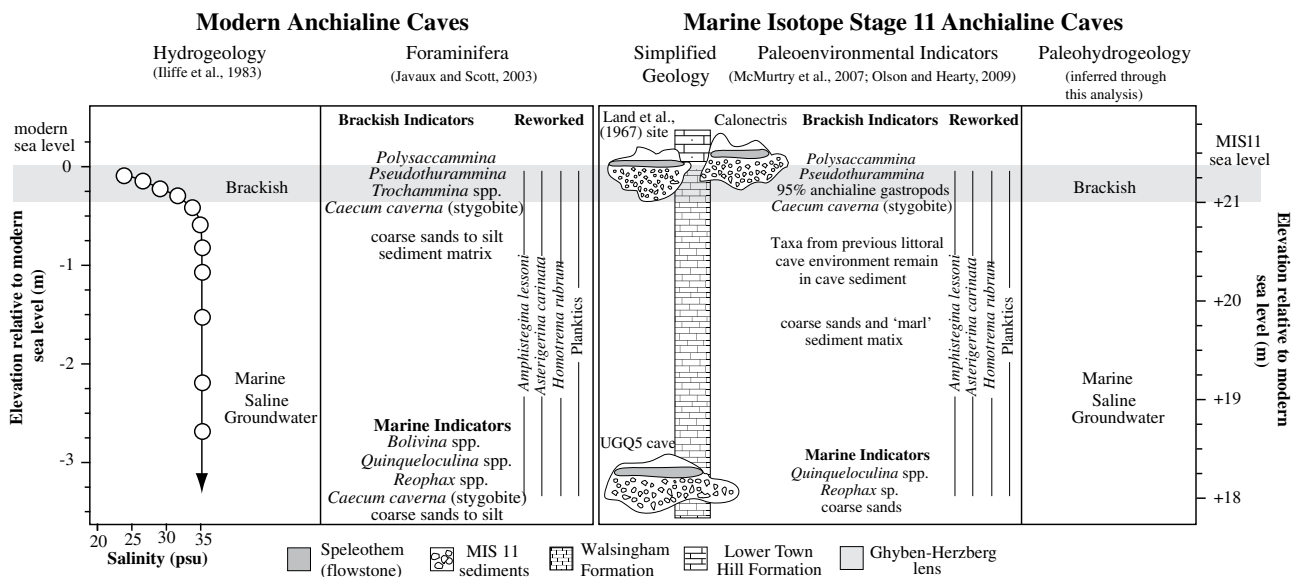 Modern Anchialine Caves
Hydrogeology
(Iliffe et al., 1983)
Foraminifera
(Javaux and Scott, 2003)
modern
sea level
0
-1
-2
-3
Elevation relative to modern
sea level (m)
Brackish
Marine
Saline
Groundwater
20 25 30 35
Salinity (psu)
Brackish Indicators
Reworked
Polysaccammina
Pseudothurammina
Trochammina spp.
Caecum caverna (stygobite)
coarse sands to silt
sediment matrix
Amphistegina lessoni
Asterigerina carinata
Homotrema rubrum
Planktics
Marine Indicators
Bolivina spp.
Quinqueloculina spp.
Reophax spp.
Caecum caverna (stygobite)
coarse sands to silt
Marine Isotope Stage 11 Anchialine Caves
Simplified
Geology
Paleoenvironmental Indicators
(McMurtry et al., 2007; Olson and Hearty, 2009)
Paleohydrogeology
(inferred through
this analysis)
Land et al.,
(1967) site
Calonectris
UGQ5 cave
Brackish Indicators
Reworked
Polysaccammina
Pseudothurammina
95% anchialine gastropods
Caecum caverna (stygobite)
Taxa from previous littoral
cave environment remain
in cave sediment
coarse sands and ‘marl’
sediment matix
Amphistegina lessoni
Asterigerina carinata
Homotrema rubrum
Planktics
Marine Indicators
Quinqueloculina spp.
Reophax sp.
coarse sands
Brackish
Marine
Saline
Groundwater
MIS11
sea level
+21
+20
+19
+18
Elevation relative to modern
sea level (m)
Speleothem
(flowstone)
MIS 11
sediments
Walsingham
Formation
Lower Town
Hill Formation
Ghyben-Herzberg
lens